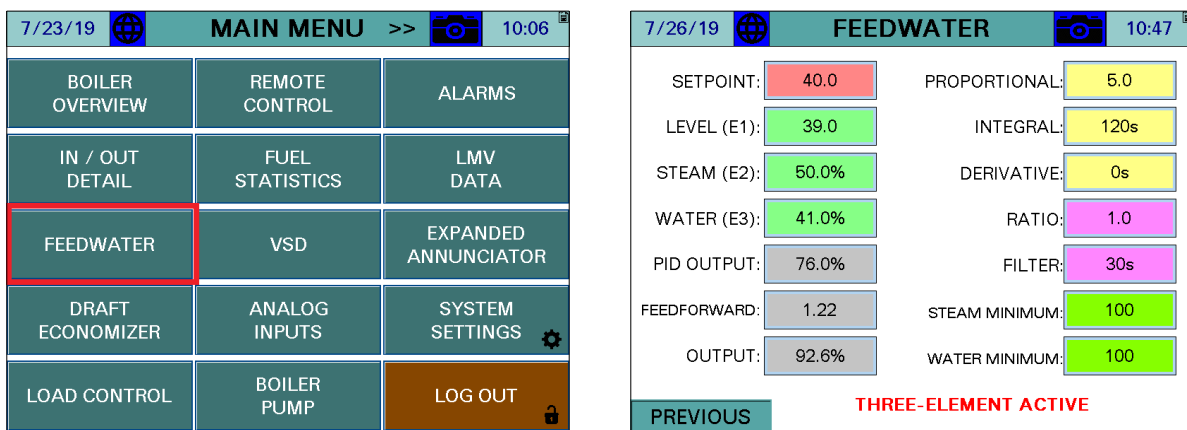 7/23/19 MAIN MENU >> 10:06
BOILER
OVERVIEW
REMOTE
CONTROL
ALARMS
IN / OUT
DETAIL
FUEL
STATISTICS
LMV
DATA
FEEDWATER
VSD
EXPANDED
ANNUNCIATOR
DRAFT
ECONOMIZER
ANALOG
INPUTS
SYSTEM
SETTINGS
LOAD CONTROL
BOILER
PUMP
LOG OUT
7/26/19 FEEDWATER 10:47
SETPOINT: 40.0 PROPORTIONAL: 5.0
LEVEL (E1): 39.0 INTEGRAL: 120s
STEAM (E2): 50.0% DERIVATIVE: 0s
WATER (E3): 41.0% RATIO: 1.0
PID OUTPUT: 76.0% FILTER: 30s
FEEDFORWARD: 1.22 STEAM MINIMUM: 100
OUTPUT: 92.6% WATER MINIMUM: 100
PREVIOUS THREE-ELEMENT ACTIVE